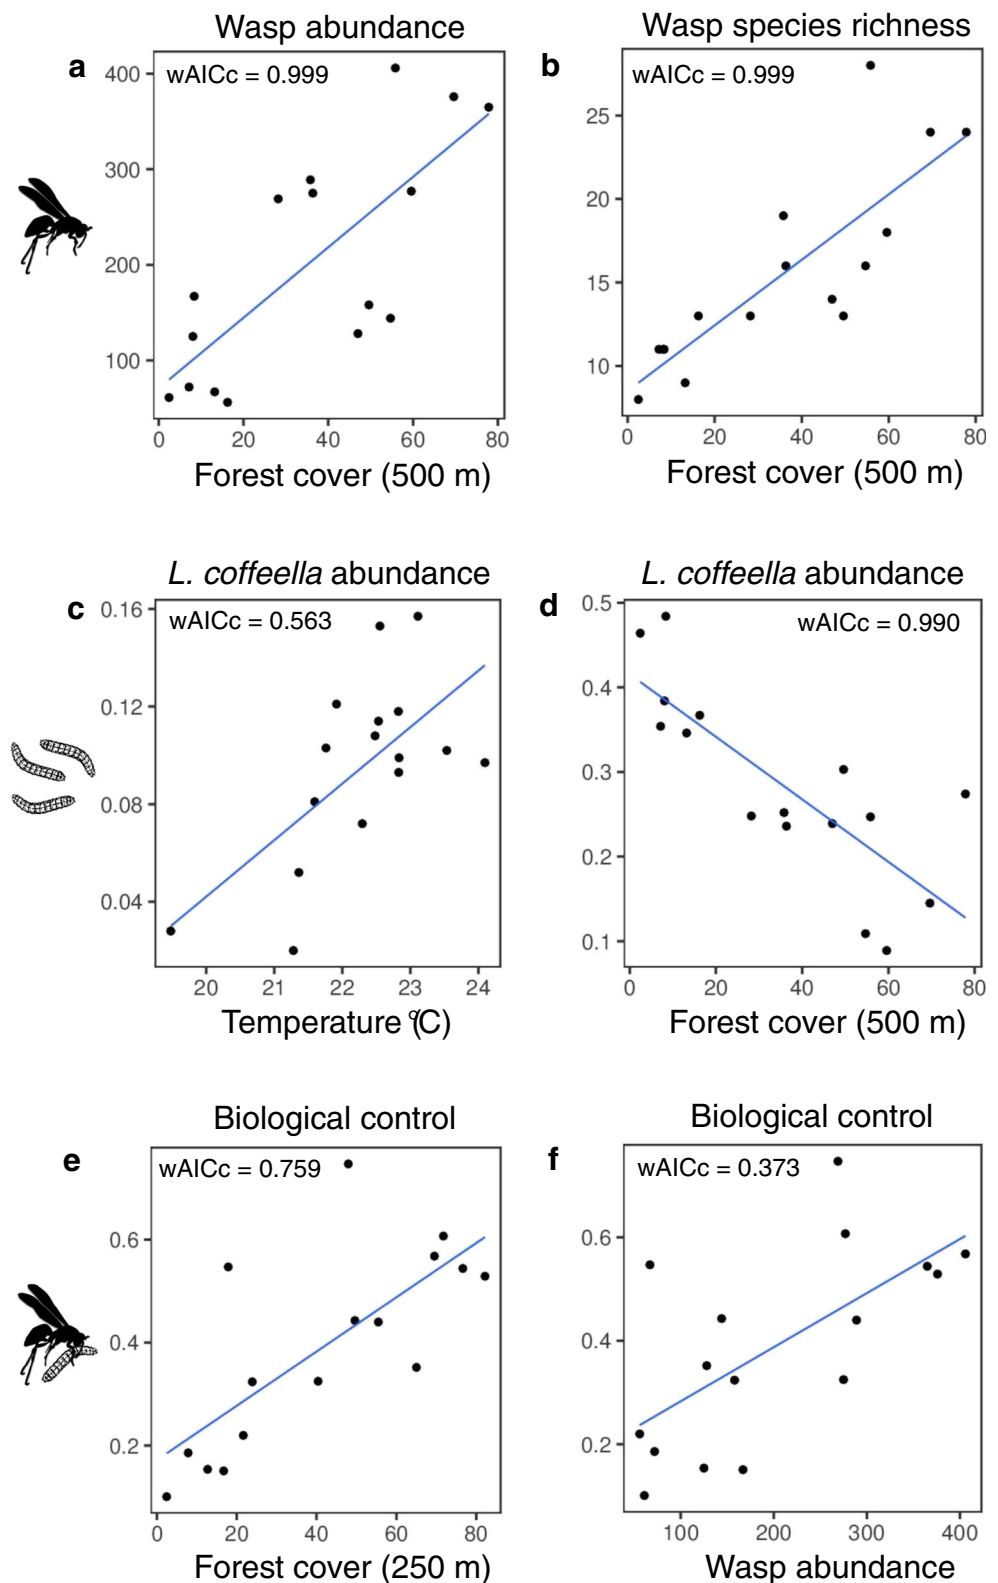 Wasp abundance
a
wAICc = 0.999
400
300
200
100
0 20 40 60 80
Forest cover (500 m)
Wasp species richness
b
wAICc = 0.999
25
20
15
10
0 20 40 60 80
Forest cover (500 m)
L. coffeella abundance
c
wAICc = 0.563
0.16
0.12
0.08
0.04
20 21 22 23 24
Temperature (°C)
L. coffeella abundance
d
wAICc = 0.990
0.5
0.4
0.3
0.2
0.1
0 20 40 60 80
Forest cover (500 m)
Biological control
e
wAICc = 0.759
0.6
0.4
0.2
0 20 40 60 80
Forest cover (250 m)
Biological control
f
wAICc = 0.373
0.6
0.4
0.2
100 200 300 400
Wasp abundance